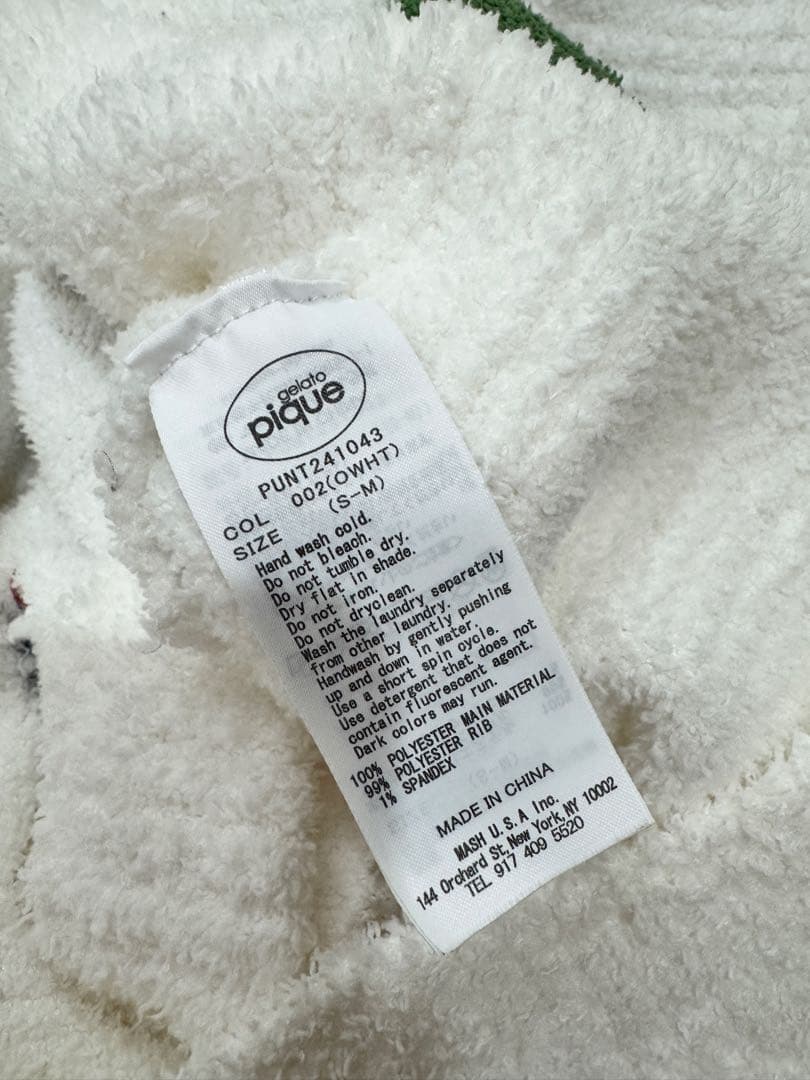 gelato
pique
PUNT241043
COL 002(OWHT)
SIZE (S-M)
Hand wash cold.
Do not bleach.
Do not tumble dry.
Dry flat in shade.
Do not iron.
Do not dryclean.
Wash the laundry separately
from other laundry.
Handwash by gently pushing
up and down in water.
Use a short spin cycle.
Use detergent that does not
contain fluorescent agent.
Dark colors may run.
100% POLYESTER MAIN MATERIAL
99% POLYESTER RIB
1% SPANDEX
MADE IN CHINA
MASH U.S.A Inc.
144 Orchard St, New York, NY 10002
TEL 917 409 5520